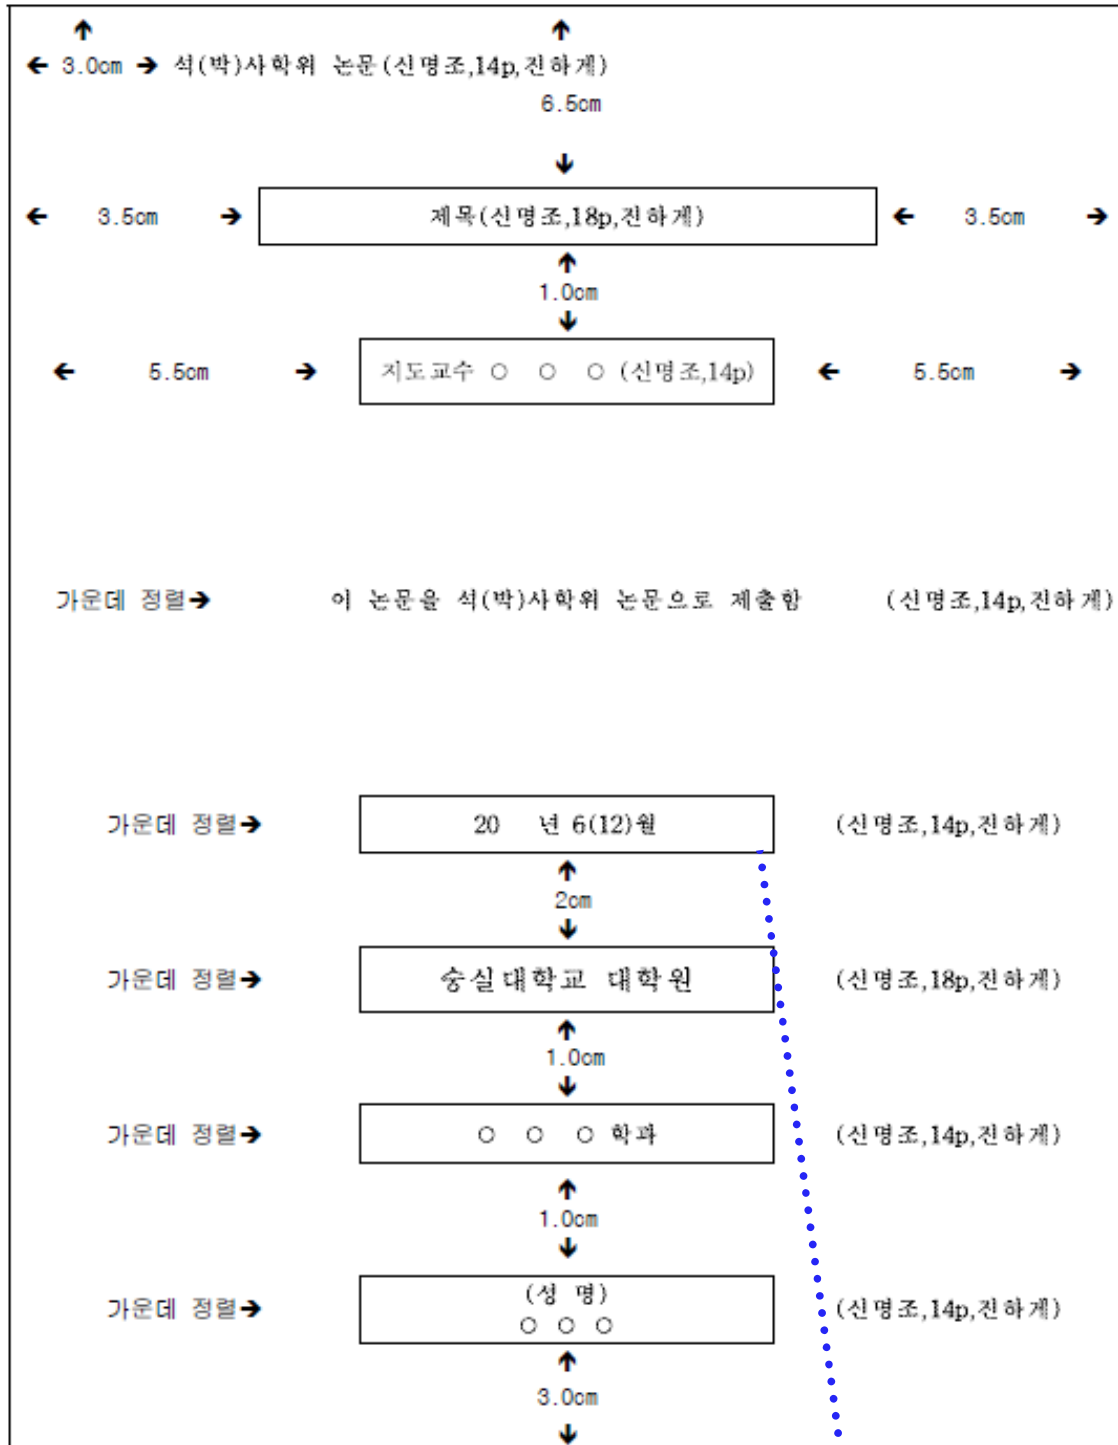 ↑ ↑
← 3.0cm → 석(박)사학위 논문(신명조,14p,진하게)
6.5cm
↓
← 3.5cm → 제목(신명조,18p,진하게) ← 3.5cm →
↑
1.0cm
↓
← 5.5cm → 지도교수 ○ ○ ○ (신명조,14p) ← 5.5cm →
가운데 정렬→ 이 논문을 석(박)사학위 논문으로 제출함 (신명조,14p,진하게)
가운데 정렬→ 20 년 6(12)월 (신명조,14p,진하게)
↑
2cm
↓
가운데 정렬→ 숭실대학교 대학원 (신명조,18p,진하게)
↑
1.0cm
↓
가운데 정렬→ ○ ○ ○ 학과 (신명조,14p,진하게)
↑
1.0cm
↓
가운데 정렬→ (성 명) (신명조,14p,진하게)
○ ○ ○
↑
3.0cm
↓